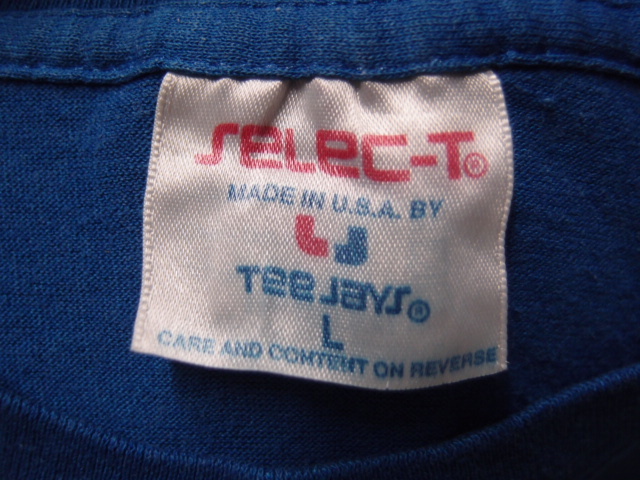 SELEC-T®
MADE IN U.S.A. BY
TEE JAYS®
L
CARE AND CONTENT ON REVERSE